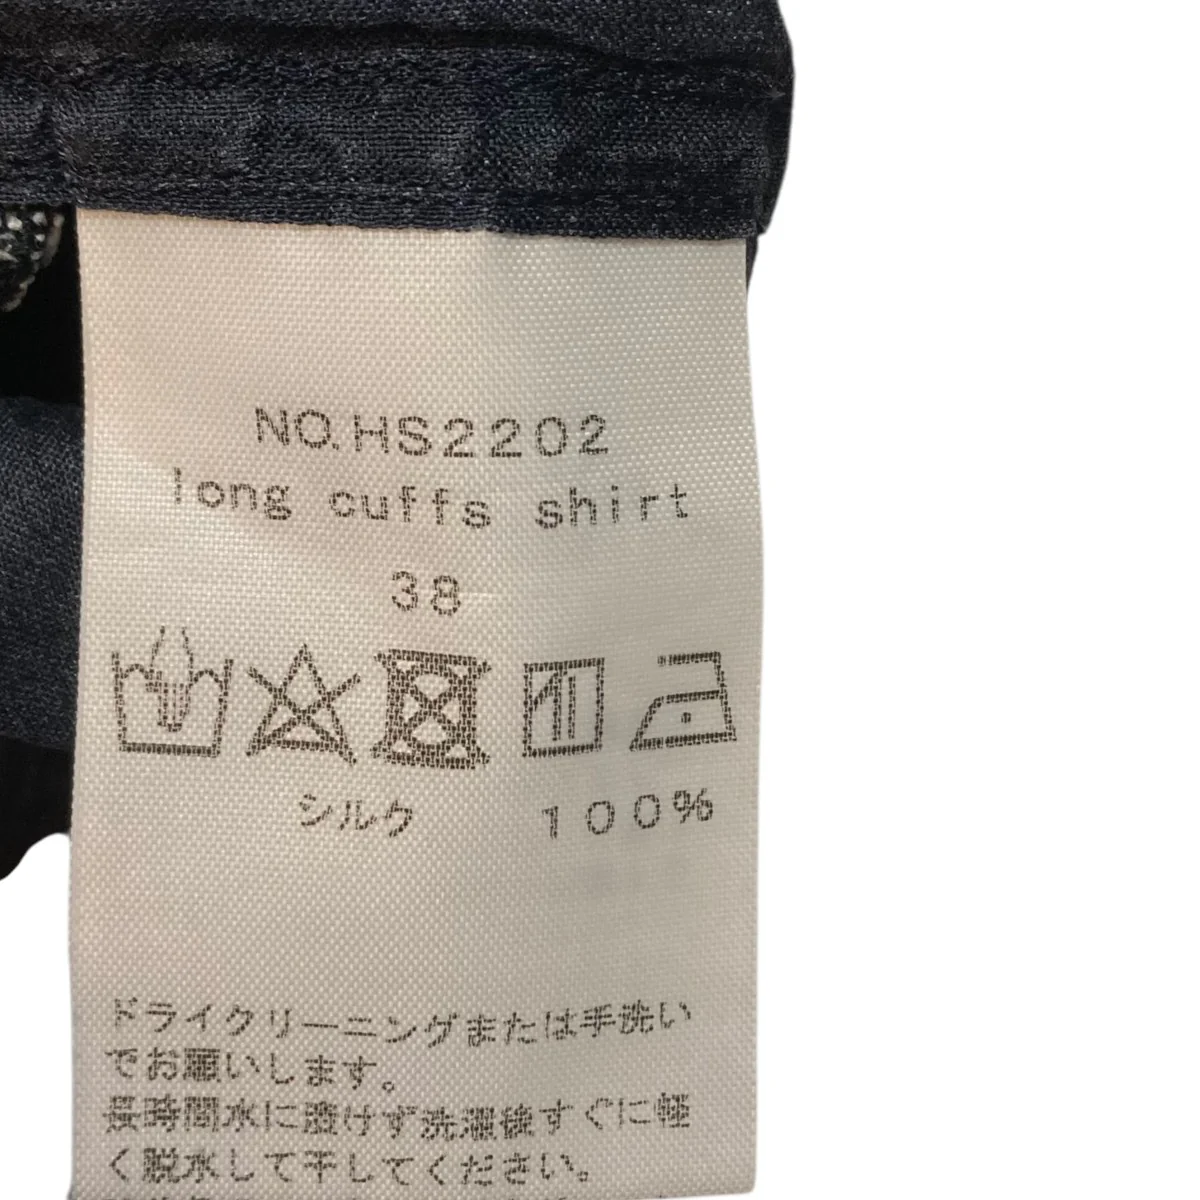 NO.HS2202
long cuffs shirt
38
シルク 100%
ドライクリーニングまたは手洗い
でお願いします。
長時間水に漬けず洗濯後すぐに軽
く脱水して干してください。